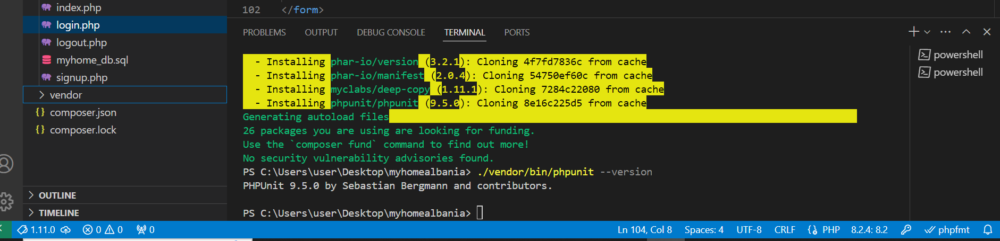 index.php
login.php
logout.php
myhome_db.sql
signup.php
vendor
composer.json
composer.lock
OUTLINE
TIMELINE
102 </form>
PROBLEMS OUTPUT DEBUG CONSOLE TERMINAL PORTS
- Installing phar-io/version (3.2.1): Cloning 4f7fd7836c from cache
- Installing phar-io/manifest (2.0.4): Cloning 54750ef60c from cache
- Installing myclabs/deep-copy (1.11.1): Cloning 7284c22080 from cache
- Installing phpunit/phpunit (9.5.0): Cloning 8e16c225d5 from cache
Generating autoload files
26 packages you are using are looking for funding.
Use the `composer fund` command to find out more!
No security vulnerability advisories found.
PS C:\Users\user\Desktop\myhomealbania> ./vendor/bin/phpunit --version
PHPUnit 9.5.0 by Sebastian Bergmann and contributors.
PS C:\Users\user\Desktop\myhomealbania>
powershell
powershell
1.11.0 0 0 0 Ln 104, Col 8 Spaces: 4 UTF-8 CRLF PHP 8.2.4: 8.2 phpfmt